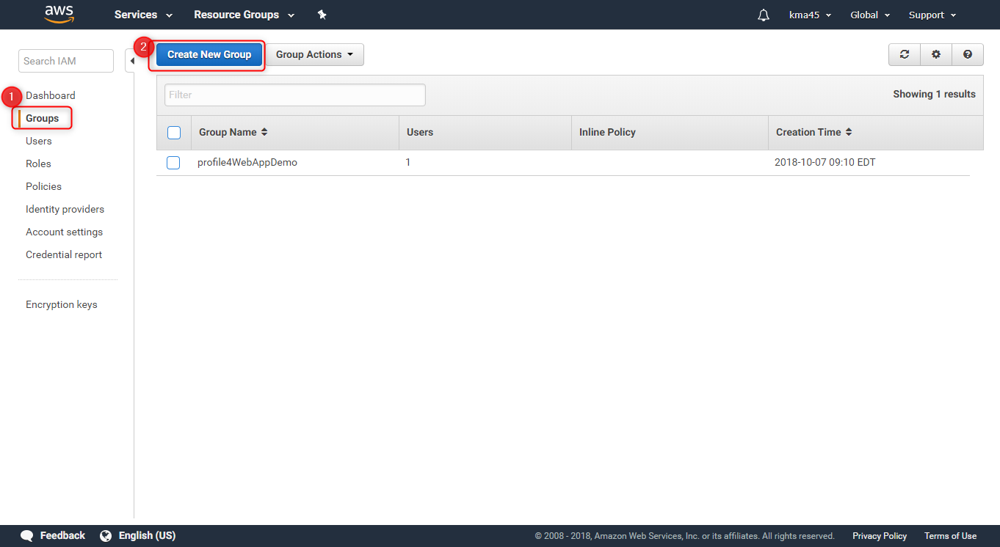 aws Services Resource Groups kma45 Global Support
Search IAM
1 Dashboard
Groups
Users
Roles
Policies
Identity providers
Account settings
Credential report
Encryption keys
2 Create New Group Group Actions
Filter Showing 1 results
Group Name Users Inline Policy Creation Time
profile4WebAppDemo 1 2018-10-07 09:10 EDT
Feedback English (US) © 2008 - 2018, Amazon Web Services, Inc. or its affiliates. All rights reserved. Privacy Policy Terms of Use